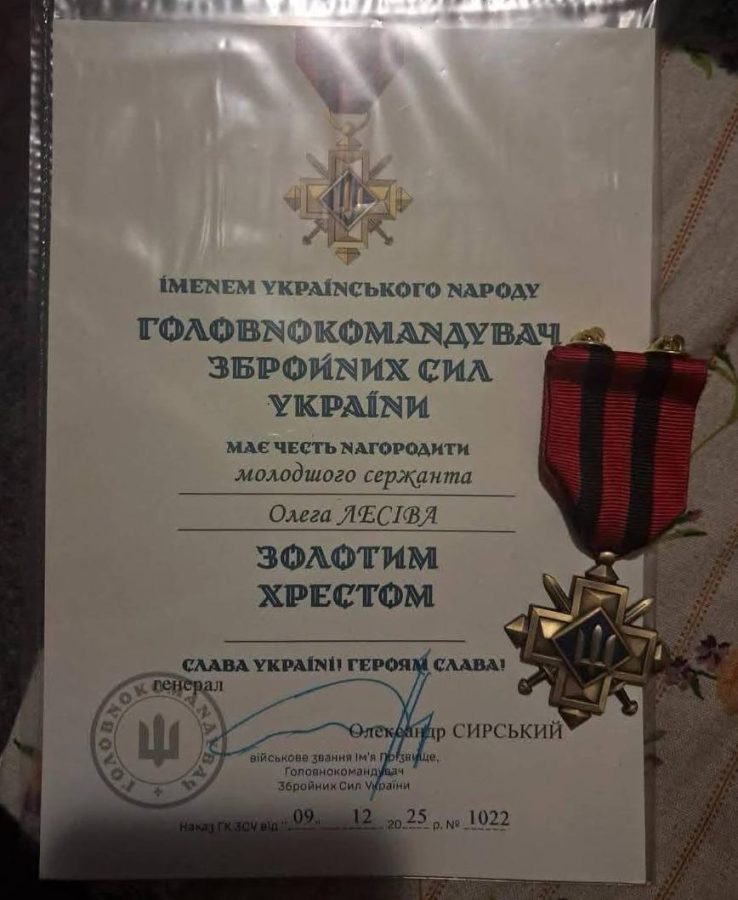 ІМЕНЕМ УКРАЇНСЬКОГО НАРОДУ
ГОЛОВНОКОМАНДУВАЧ
ЗБРОЙНИХ СИЛ
УКРАЇНИ
МАЄ ЧЕСТЬ НАГОРОДИТИ
молодшого сержанта
Олега ЛЕСІВА
ЗОЛОТИМ
ХРЕСТОМ
СЛАВА УКРАЇНІ! ГЕРОЯМ СЛАВА!
генерал
ГОЛОВНОКОМАНДУВАЧ
Олександр СИРСЬКИЙ
військове звання Ім'я Прізвище,
Головнокомандувач
Збройних Сил України
Наказ ГК ЗСУ від "09" 12 2025 р. № 1022